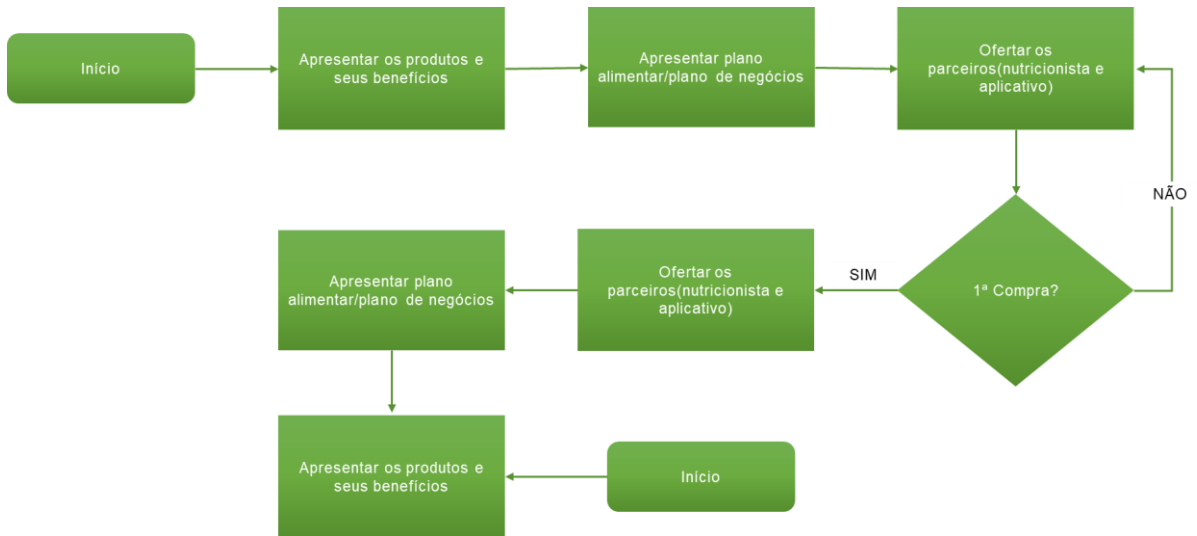 Início
Apresentar os produtos e
seus benefícios
Apresentar plano
alimentar/plano de negócios
Ofertar os
parceiros(nutricionista e
aplicativo)
NÃO
1ª Compra?
SIM
Ofertar os
parceiros(nutricionista e
aplicativo)
Apresentar plano
alimentar/plano de negócios
Apresentar os produtos e
seus benefícios
Início